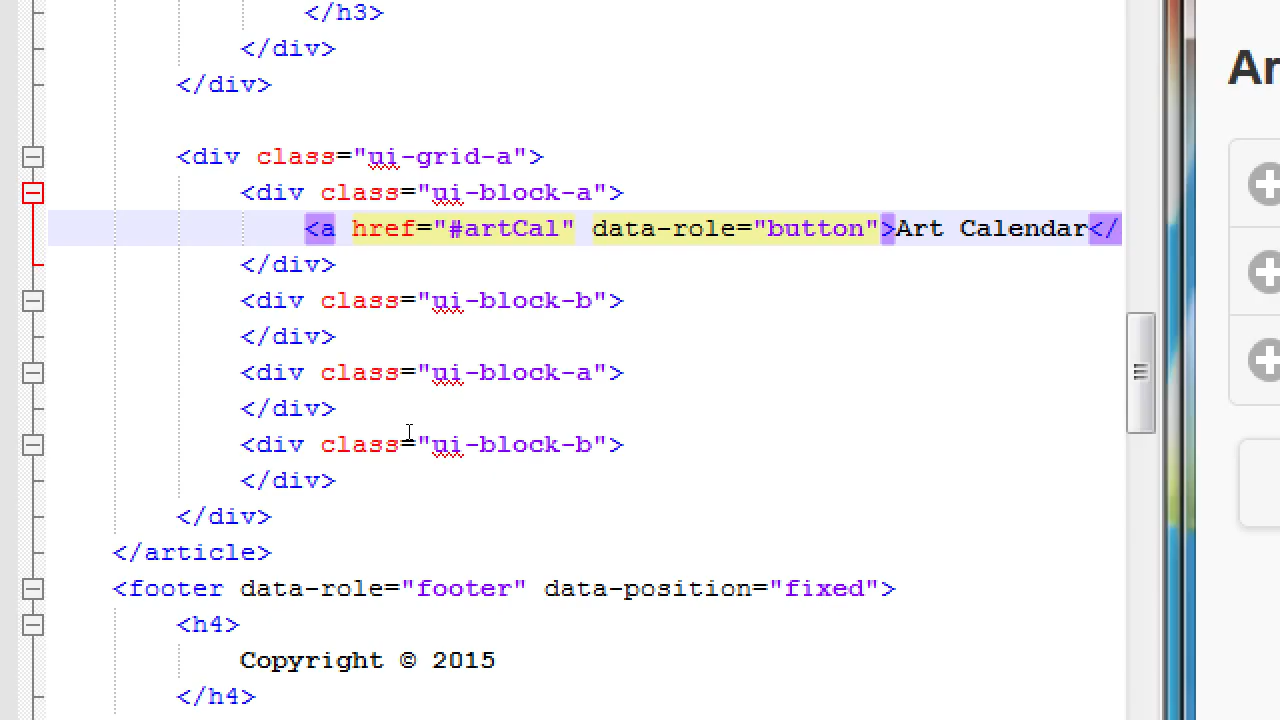 </h3>
</div>
</div>
<div class="ui-grid-a">
<div class="ui-block-a">
<a href="#artCal" data-role="button">Art Calendar</
</div>
<div class="ui-block-b">
</div>
<div class="ui-block-a">
</div>
<div class="ui-block-b">
</div>
</div>
</article>
<footer data-role="footer" data-position="fixed">
<h4>
Copyright © 2015
</h4>
Ar